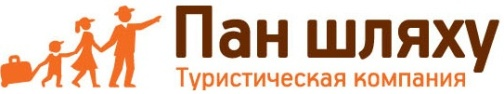 Пан шляху
Туристическая компания